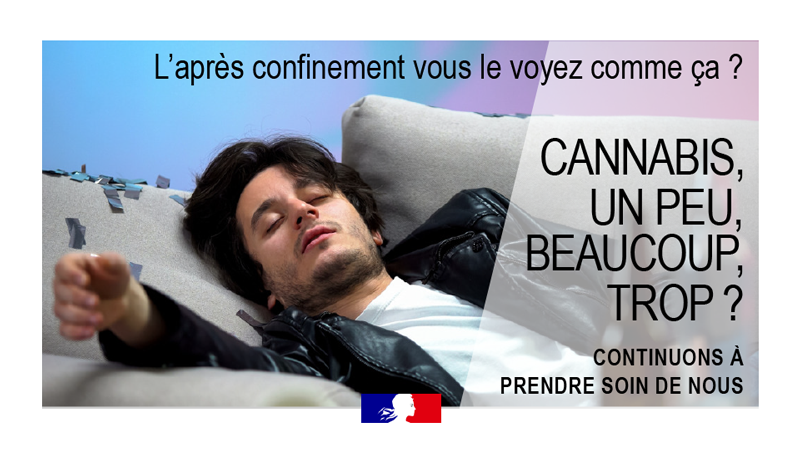 L'après confinement vous le voyez comme ça ?
CANNABIS,
UN PEU,
BEAUCOUP,
TROP ?
CONTINUONS À
PRENDRE SOIN DE NOUS